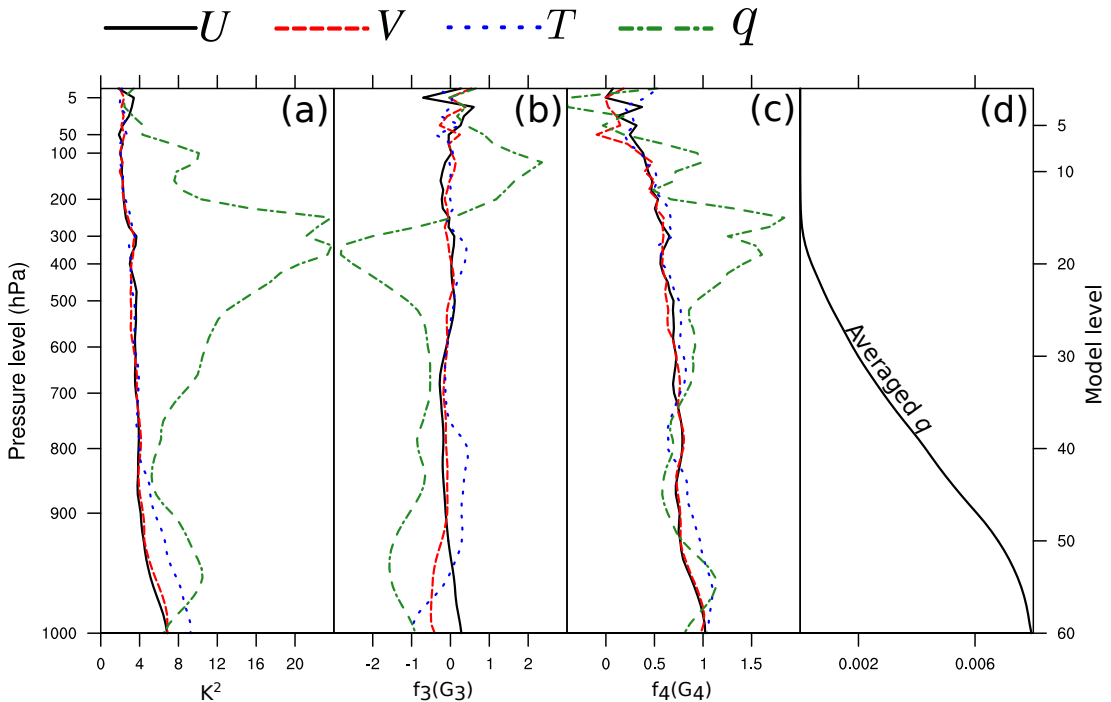 U V T q
(a) (b) (c) (d)
Pressure level (hPa)
5
50
100
200
300
400
500
600
700
800
900
1000
Averaged q
5
10
20
30
40
50
60
Model level
0 4 8 12 16 20
-2 -1 0 1 2
0 0.5 1 1.5
0.002 0.006
K²
f₃(G₃)
f₄(G₄)